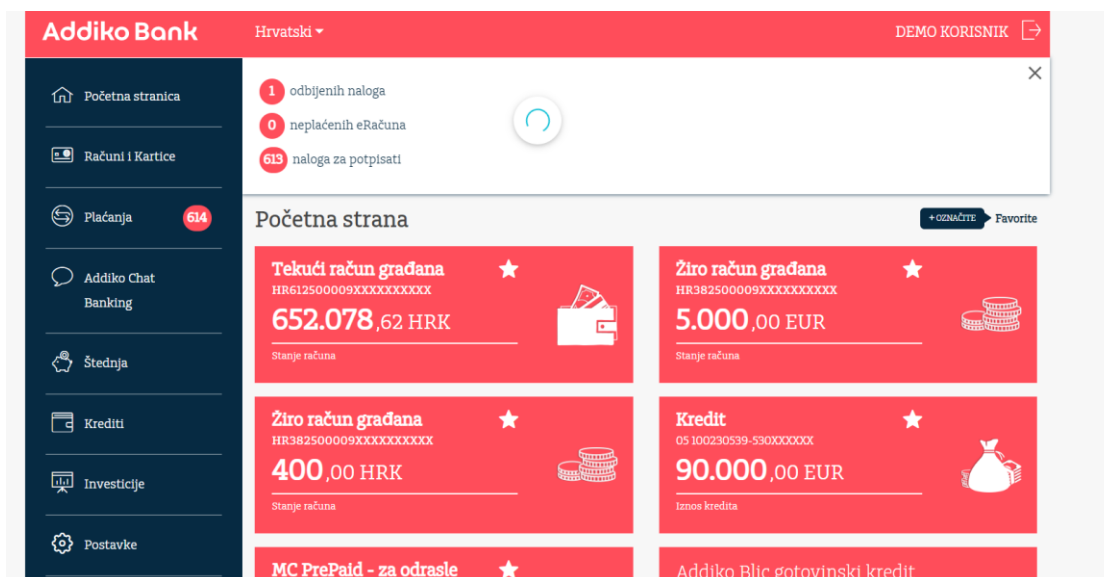 Addiko Bank
Hrvatski
DEMO KORISNIK
Početna stranica
Računi i Kartice
Plaćanja 614
Addiko Chat
Banking
Štednja
Krediti
Investicije
Postavke
1 odbijenih naloga
0 neplaćenih eRačuna
613 naloga za potpisati
Početna strana
+ OZNAČITE Favorite
Tekući račun građana
HR612500009XXXXXXXXXX
652.078,62 HRK
Stanje računa
Žiro račun građana
HR382500009XXXXXXXXXX
5.000,00 EUR
Stanje računa
Žiro račun građana
HR382500009XXXXXXXXXX
400,00 HRK
Stanje računa
Kredit
05 100230539-530XXXXXX
90.000,00 EUR
Iznos kredita
MC PrePaid - za odrasle
Addiko Blic gotovinski kredit